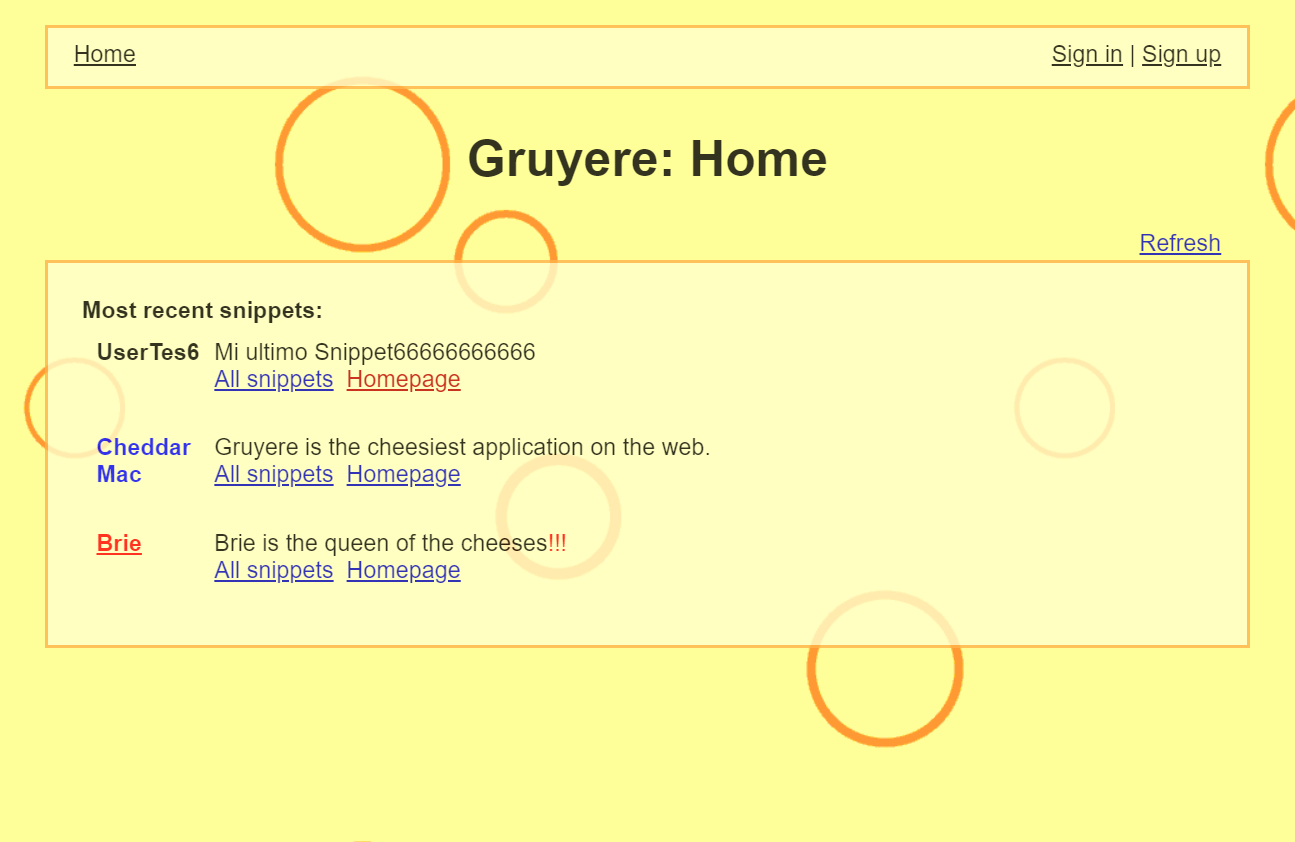 Home
Sign in | Sign up
Gruyere: Home
Refresh
Most recent snippets:
UserTes6 Mi ultimo Snippet66666666666
All snippets Homepage
Cheddar Gruyere is the cheesiest application on the web.
Mac All snippets Homepage
Brie Brie is the queen of the cheeses!!!
All snippets Homepage